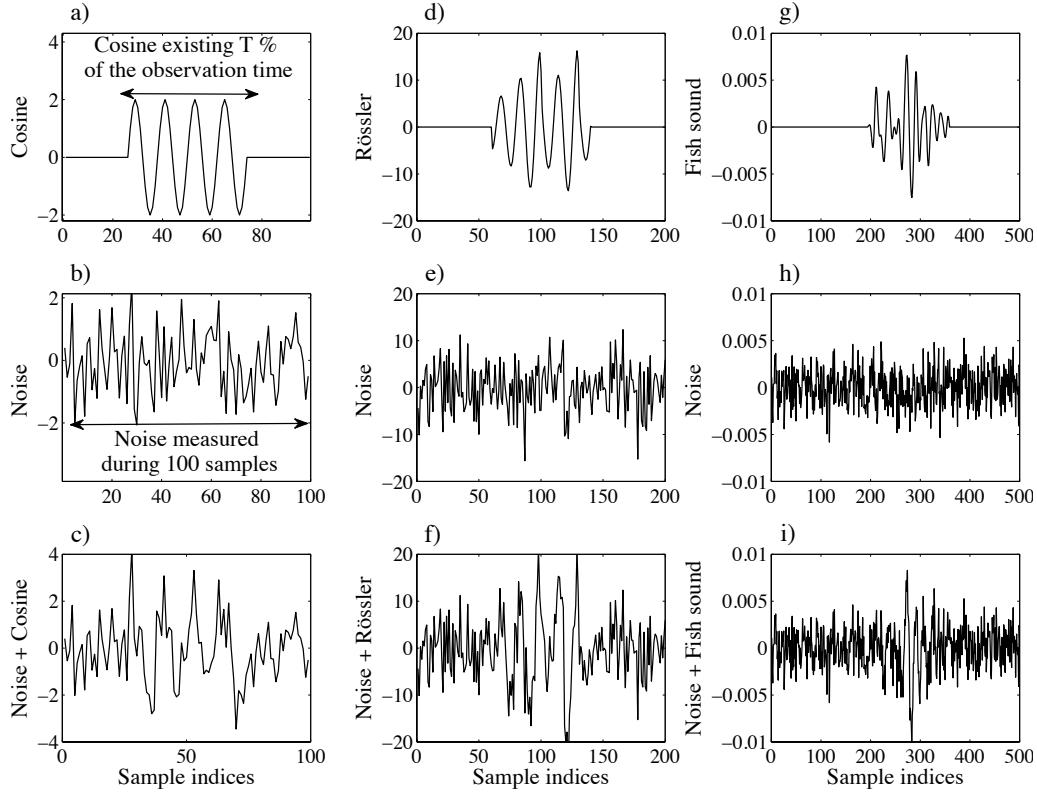 a)
Cosine existing T %
of the observation time
Cosine
4
2
0
−2
0 20 40 60 80
d)
Rössler
20
10
0
−10
−20
0 50 100 150 200
g)
Fish sound
0.01
0.005
0
−0.005
−0.01
0 100 200 300 400 500
b)
Noise
2
0
−2
Noise measured
during 100 samples
20 40 60 80 100
e)
Noise
20
10
0
−10
−20
0 50 100 150 200
h)
Noise
0.01
0.005
0
−0.005
−0.01
0 100 200 300 400 500
c)
Noise + Cosine
4
2
0
−2
−4
0 50 100
Sample indices
f)
Noise + Rössler
20
10
0
−10
−20
0 50 100 150 200
Sample indices
i)
Noise + Fish sound
0.01
0.005
0
−0.005
−0.01
0 100 200 300 400 500
Sample indices